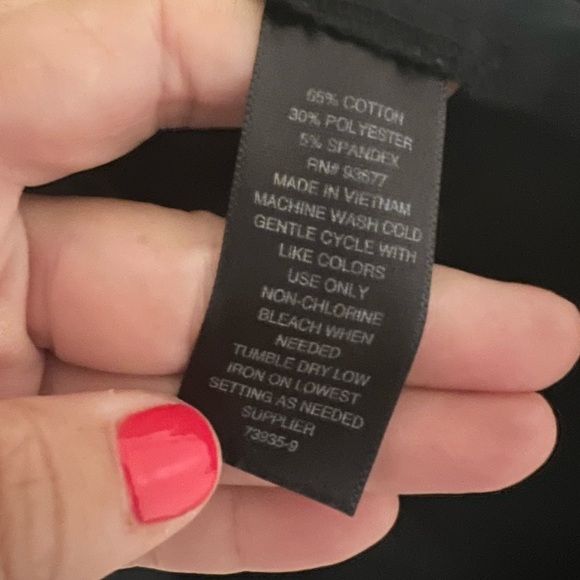 65% COTTON
30% POLYESTER
5% SPANDEX
RN# 93677
MADE IN VIETNAM
MACHINE WASH COLD
GENTLE CYCLE WITH
LIKE COLORS
USE ONLY
NON-CHLORINE
BLEACH WHEN
NEEDED
TUMBLE DRY LOW
IRON ON LOWEST
SETTING AS NEEDED
SUPPLIER
73935-9